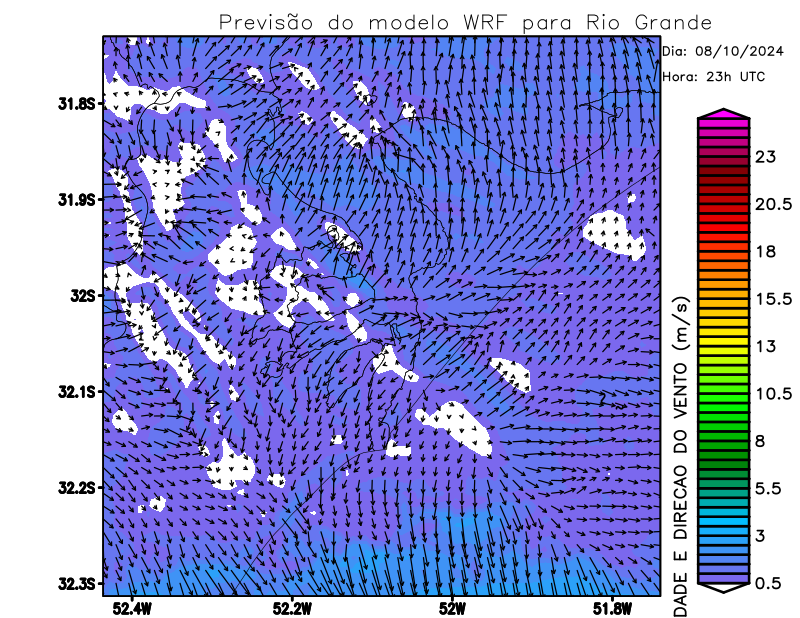 Previsão do modelo WRF para Rio Grande
Dia: 08/10/2024
Hora: 23h UTC
31.8S
31.9S
32S
32.1S
32.2S
32.3S
52.4W
52.2W
52W
51.8W
23
20.5
18
15.5
13
10.5
8
5.5
3
0.5
DADE E DIRECAO DO VENTO (m/s)